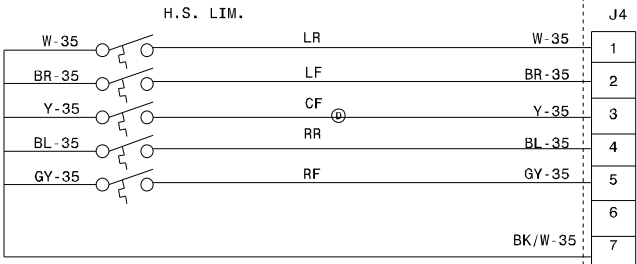 H.S. LIM. J4
W-35 LR W-35 1
BR-35 LF BR-35 2
Y-35 CF D Y-35 3
BL-35 RR BL-35 4
GY-35 RF GY-35 5
6
BK/W-35 7